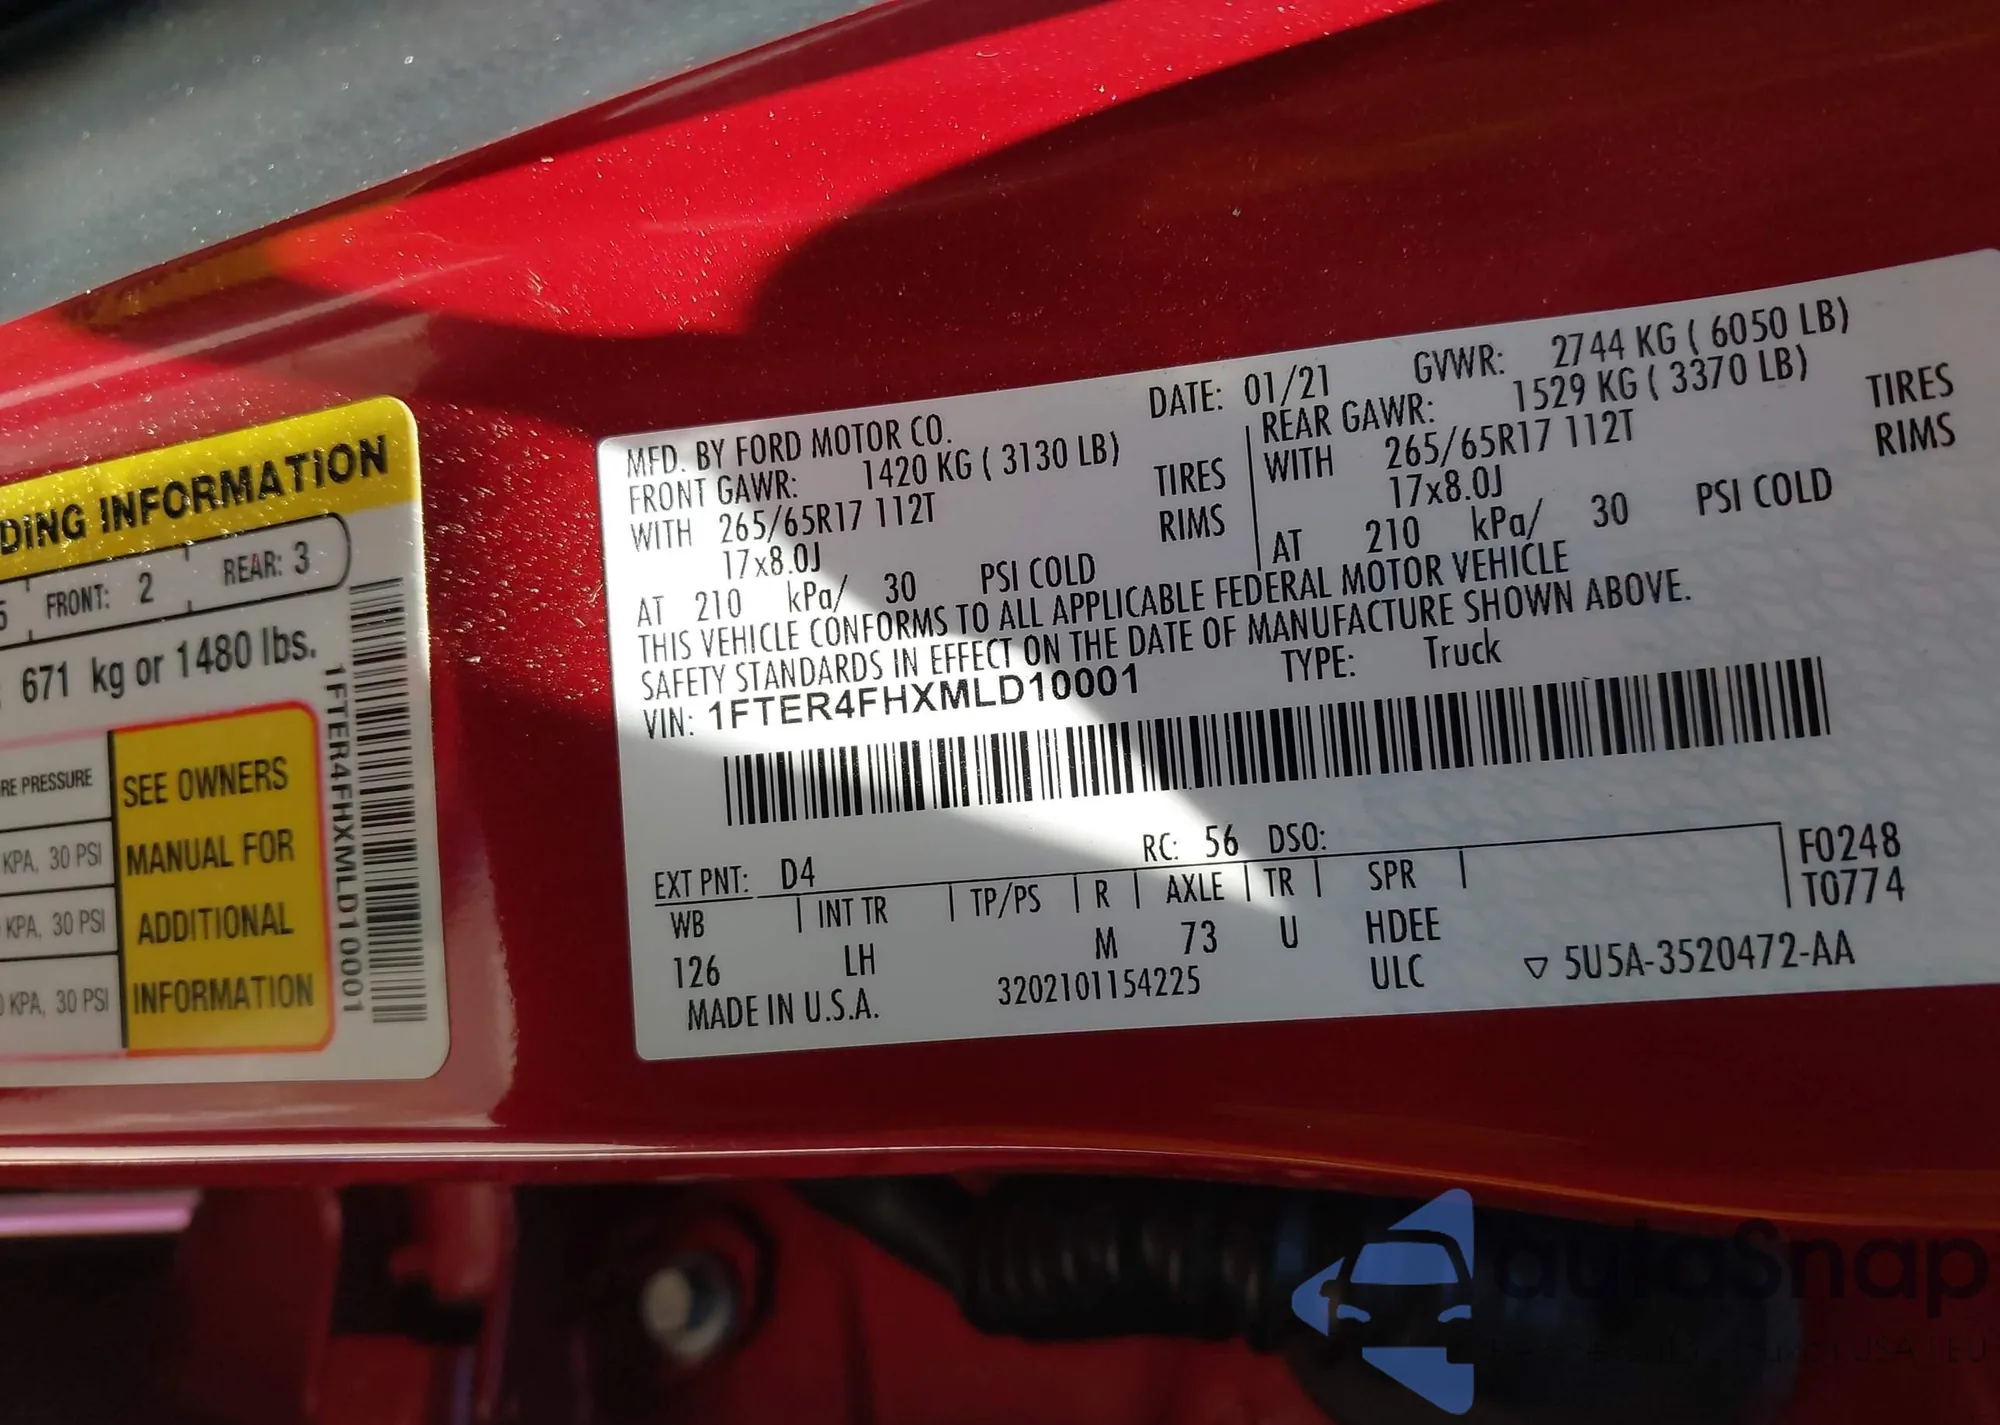 DING INFORMATION
5 FRONT: 2 REAR: 3
671 kg or 1480 lbs.
RE PRESSURE
KPA, 30 PSI
KPA, 30 PSI
0 KPA, 30 PSI
SEE OWNERS
MANUAL FOR
ADDITIONAL
INFORMATION
1FTER4FHXMLD10001
MFD. BY FORD MOTOR CO.
DATE: 01/21
GVWR: 2744 KG ( 6050 LB)
FRONT GAWR: 1420 KG ( 3130 LB)
WITH 265/65R17 112T TIRES
17x8.0J RIMS
AT 210 kPa/ 30 PSI COLD
REAR GAWR: 1529 KG ( 3370 LB)
WITH 265/65R17 112T TIRES
17x8.0J RIMS
AT 210 kPa/ 30 PSI COLD
THIS VEHICLE CONFORMS TO ALL APPLICABLE FEDERAL MOTOR VEHICLE
SAFETY STANDARDS IN EFFECT ON THE DATE OF MANUFACTURE SHOWN ABOVE.
VIN: 1FTER4FHXMLD10001 TYPE: Truck
EXT PNT: D4 RC: 56 DSO:
F0248
T0774
WB INT TR TP/PS R AXLE TR SPR
126 LH M 73 U HDEE
ULC
MADE IN U.S.A. 3202101154225
▽ 5U5A-3520472-AA
autoSnap